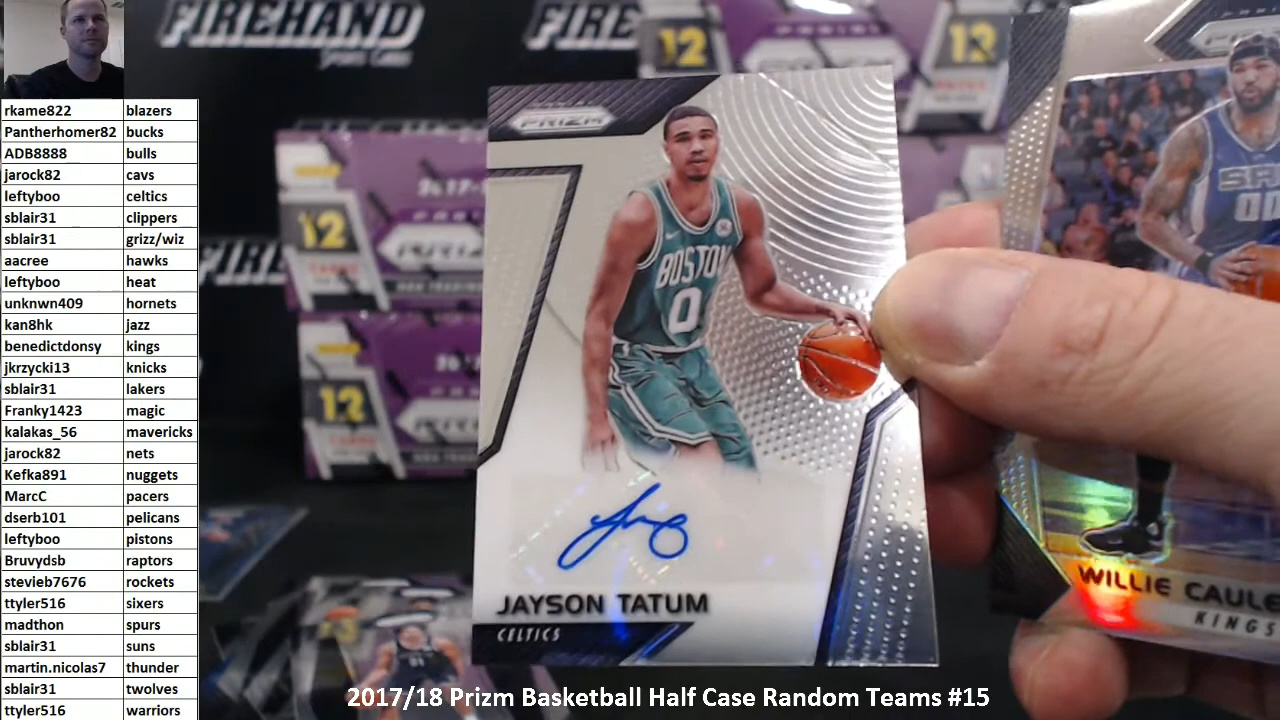 FIREHAND
Sports Cards
FIREHAND
12
12
rkame822 blazers
Pantherhomer82 bucks
ADB8888 bulls
jarock82 cavs
leftyboo celtics
sblair31 clippers
sblair31 grizz/wiz
aacree hawks
leftyboo heat
unknwn409 hornets
kan8hk jazz
benedictdonsy kings
jkrzycki13 knicks
sblair31 lakers
Franky1423 magic
kalakas_56 mavericks
jarock82 nets
Kefka891 nuggets
MarcC pacers
dserb101 pelicans
leftyboo pistons
Bruvydsb raptors
stevieb7676 rockets
ttyler516 sixers
madthon spurs
sblair31 suns
martin.nicolas7 thunder
sblair31 twolves
ttyler516 warriors
PRIZM
BOSTON
0
JAYSON TATUM
CELTICS
12
12
00
WILLIE CAULE
KINGS
2017/18 Prizm Basketball Half Case Random Teams #15